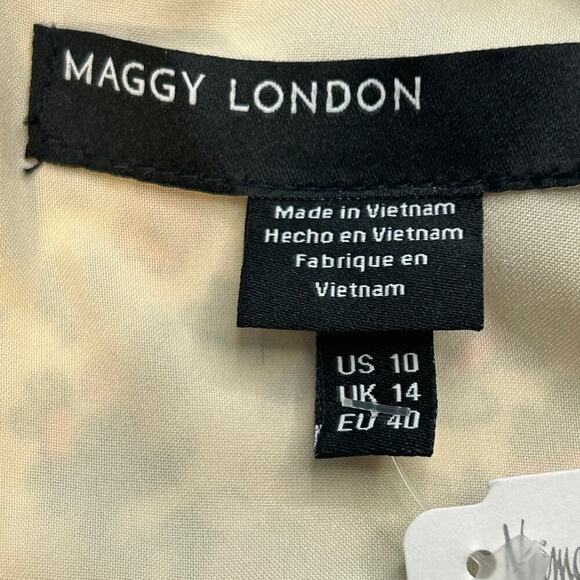 MAGGY LONDON
Made in Vietnam
Hecho en Vietnam
Fabrique en
Vietnam
US 10
UK 14
EU 40